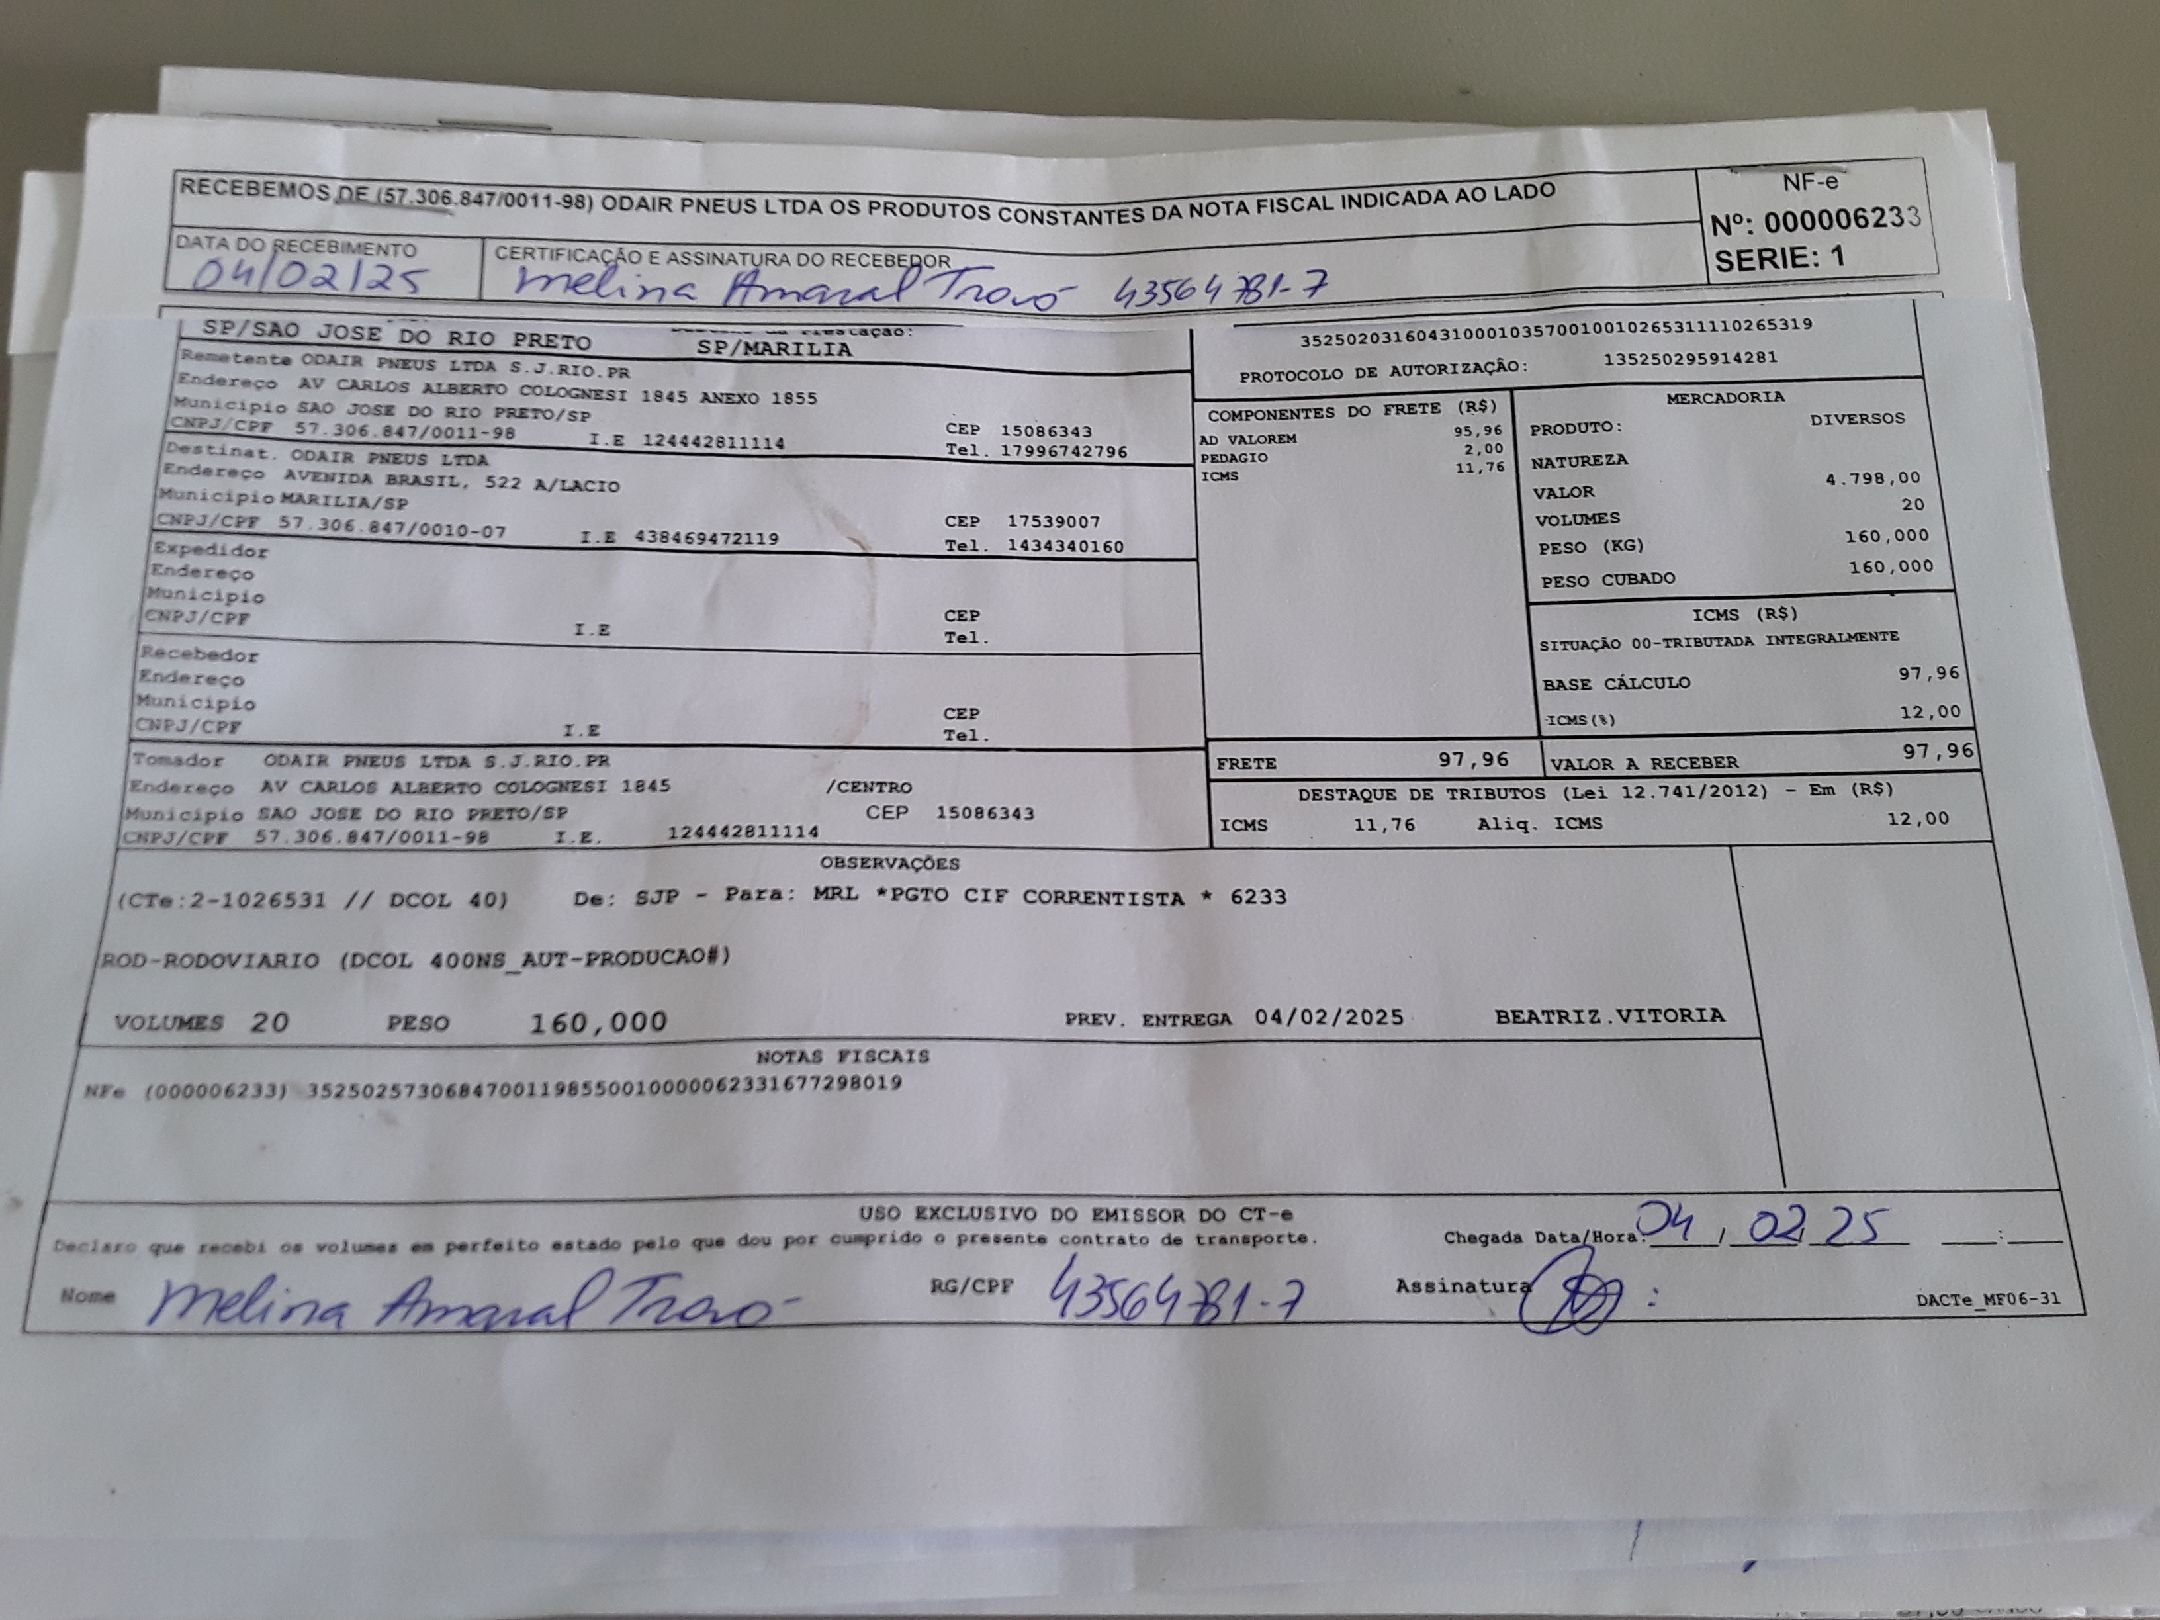 RECEBEMOS DE (57.306.847/0011-98) ODAIR PNEUS LTDA OS PRODUTOS CONSTANTES DA NOTA FISCAL INDICADA AO LADO
NF-e
Nº: 000006233
SERIE: 1
DATA DO RECEBIMENTO
04/02/25
CERTIFICAÇÃO E ASSINATURA DO RECEBEDOR
Melina Amaral Trovó 43564781-7
SP/SAO JOSE DO RIO PRETO
Prestação:
SP/MARILIA
Remetente ODAIR PNEUS LTDA S.J.RIO.PR
Endereço AV CARLOS ALBERTO COLOGNESI 1845 ANEXO 1855
Municipio SAO JOSE DO RIO PRETO/SP CEP 15086343
CNPJ/CPF 57.306.847/0011-98 I.E 124442811114 Tel. 17996742796
Destinat. ODAIR PNEUS LTDA
Endereço AVENIDA BRASIL, 522 A/LACIO
Municipio MARILIA/SP CEP 17539007
CNPJ/CPF 57.306.847/0010-07 I.E 438469472119 Tel. 1434340160
Expedidor
Endereço
Municipio CEP
CNPJ/CPF I.E Tel.
Recebedor
Endereço
Municipio CEP
CNPJ/CPF I.E Tel.
Tomador ODAIR PNEUS LTDA S.J.RIO.PR
Endereço AV CARLOS ALBERTO COLOGNESI 1845 /CENTRO
Municipio SAO JOSE DO RIO PRETO/SP CEP 15086343
CNPJ/CPF 57.306.847/0011-98 I.E. 124442811114
35250203160431000103570010010265311110265319
PROTOCOLO DE AUTORIZAÇÃO: 135250295914281
COMPONENTES DO FRETE (R$)
AD VALOREM 95,96
PEDAGIO 2,00
ICMS 11,76
MERCADORIA
PRODUTO: DIVERSOS
NATUREZA
VALOR 4.798,00
VOLUMES 20
PESO (KG) 160,000
PESO CUBADO 160,000
ICMS (R$)
SITUAÇÃO 00-TRIBUTADA INTEGRALMENTE
BASE CÁLCULO 97,96
ICMS(%) 12,00
FRETE 97,96
VALOR A RECEBER 97,96
DESTAQUE DE TRIBUTOS (Lei 12.741/2012) - Em (R$)
ICMS 11,76 Aliq. ICMS 12,00
OBSERVAÇÕES
(CTe:2-1026531 // DCOL 40) De: SJP - Para: MRL *PGTO CIF CORRENTISTA * 6233
ROD-RODOVIARIO (DCOL 400NS_AUT-PRODUCAO#)
VOLUMES 20 PESO 160,000 PREV. ENTREGA 04/02/2025 BEATRIZ.VITORIA
NOTAS FISCAIS
NFe (000006233) 35250257306847001198550010000062331677298019
USO EXCLUSIVO DO EMISSOR DO CT-e
Declaro que recebi os volumes em perfeito estado pelo que dou por cumprido o presente contrato de transporte.
Chegada Data/Hora: 04/02/25 __:__
Nome Melina Amaral Trovó RG/CPF 43564781-7 Assinatura :
DACTe_MF06-31